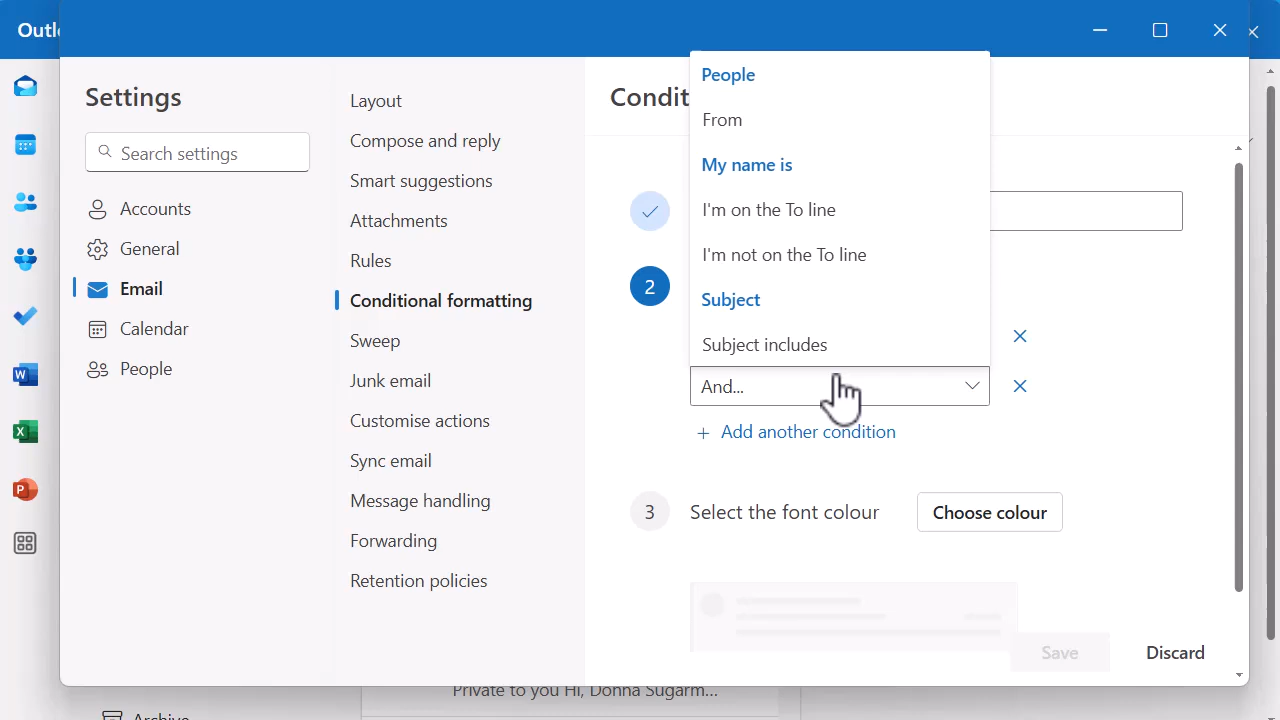 Settings
Search settings
Accounts
General
Email
Calendar
People
Layout
Compose and reply
Smart suggestions
Attachments
Rules
Conditional formatting
Sweep
Junk email
Customise actions
Sync email
Message handling
Forwarding
Retention policies
People
From
My name is
I'm on the To line
I'm not on the To line
Subject
Subject includes
2
And...
+ Add another condition
3
Select the font colour
Choose colour
Save
Discard
Private to you Hi, Donna Sugarm...
Archive